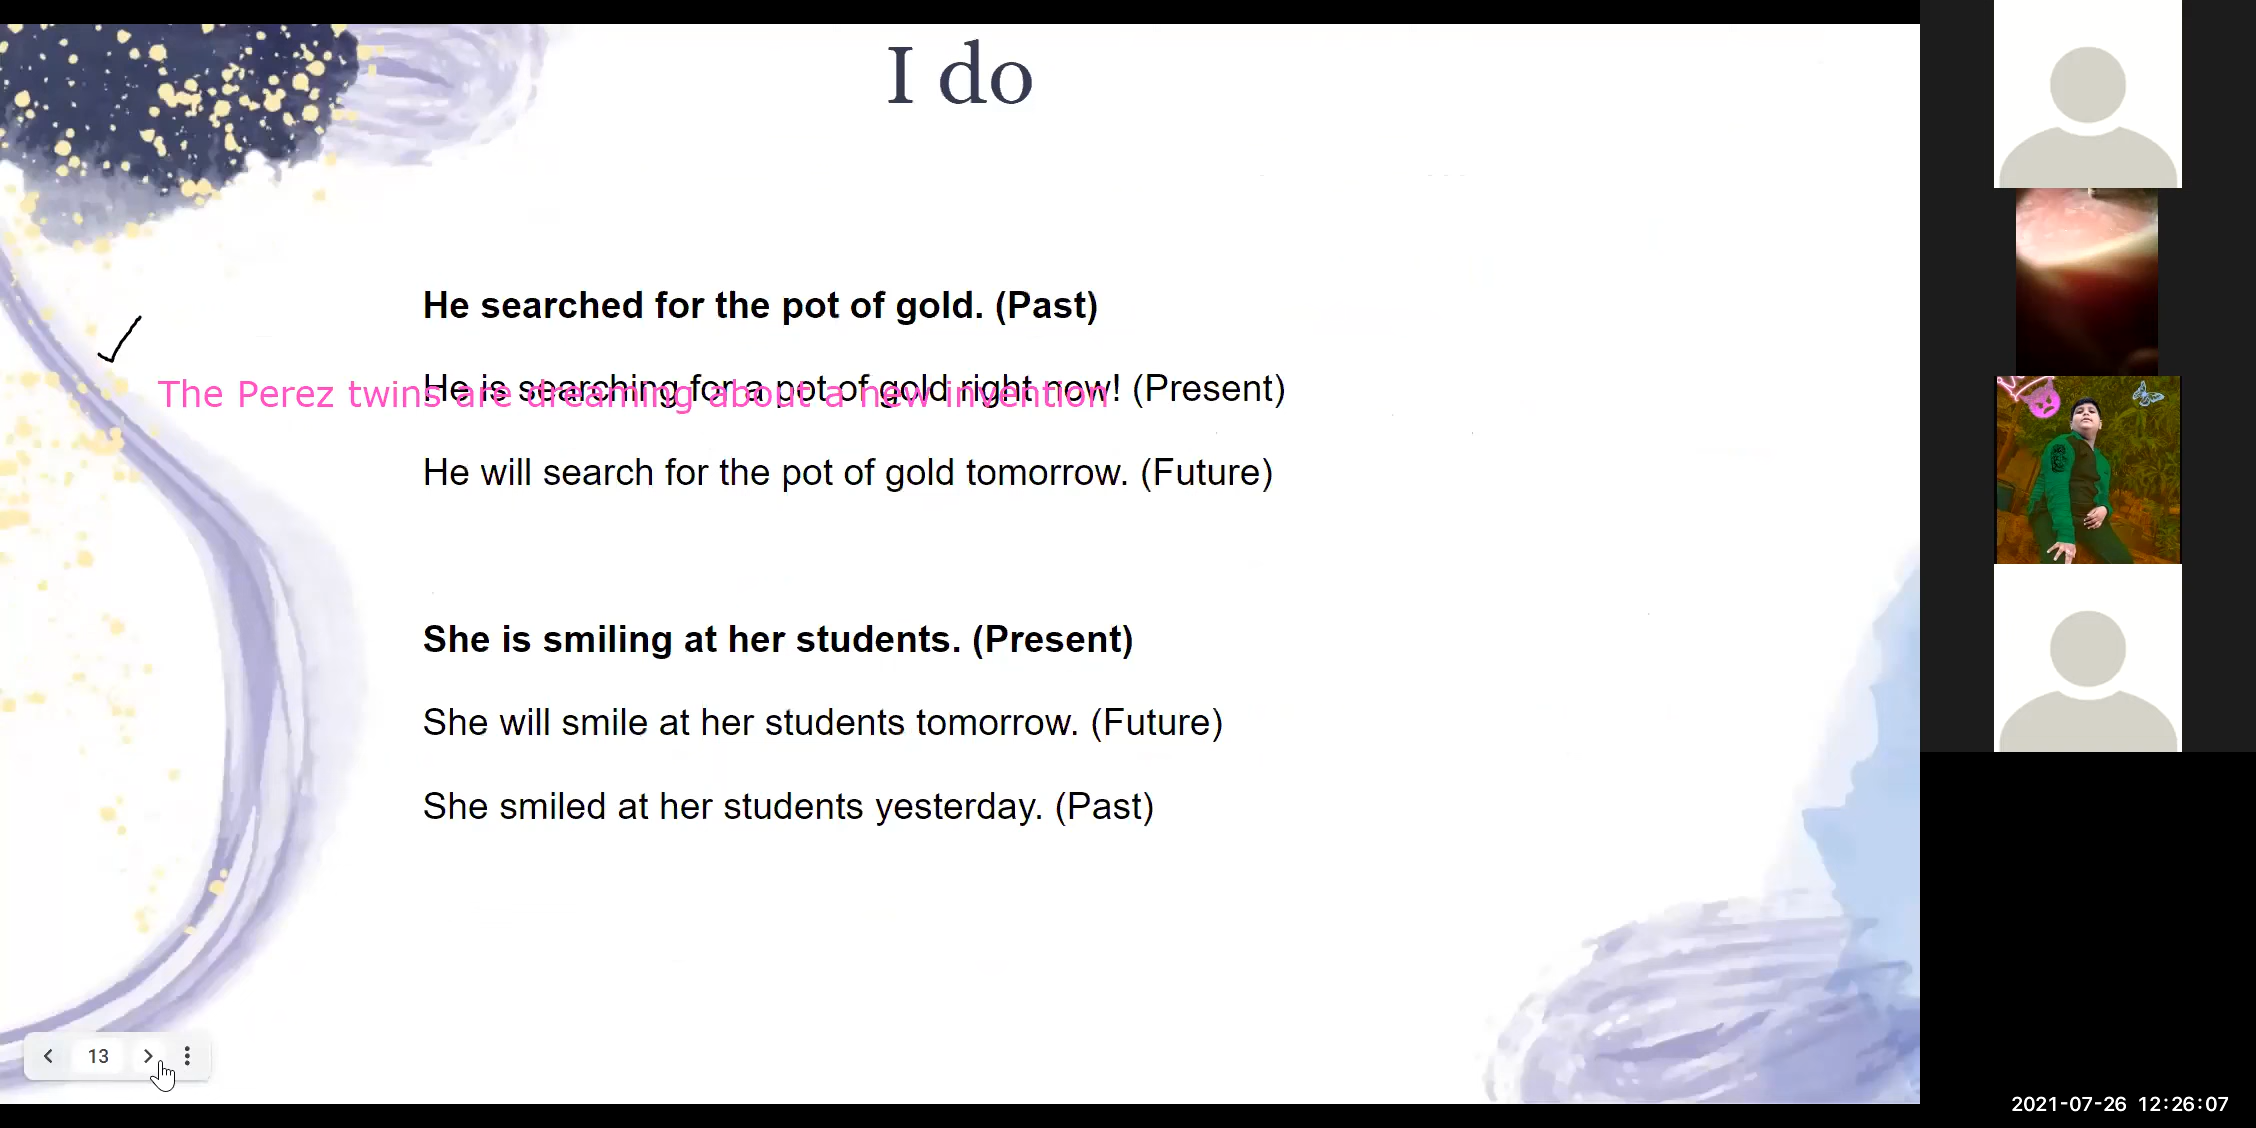 I do
He searched for the pot of gold. (Past)
He is searching for a pot of gold right now! (Present)
The Perez twins are dreaming about a new invention
He will search for the pot of gold tomorrow. (Future)
She is smiling at her students. (Present)
She will smile at her students tomorrow. (Future)
She smiled at her students yesterday. (Past)
13
2021-07-26 12:26:07